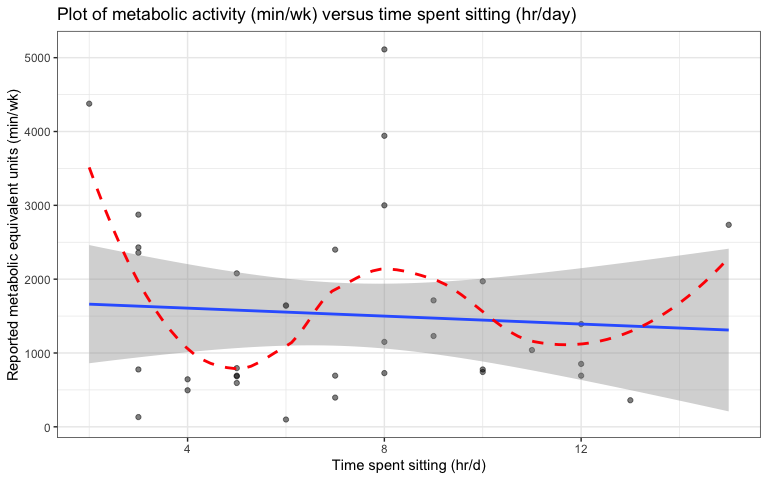 Plot of metabolic activity (min/wk) versus time spent sitting (hr/day)
Reported metabolic equivalent units (min/wk)
5000
4000
3000
2000
1000
0
4 8 12
Time spent sitting (hr/d)